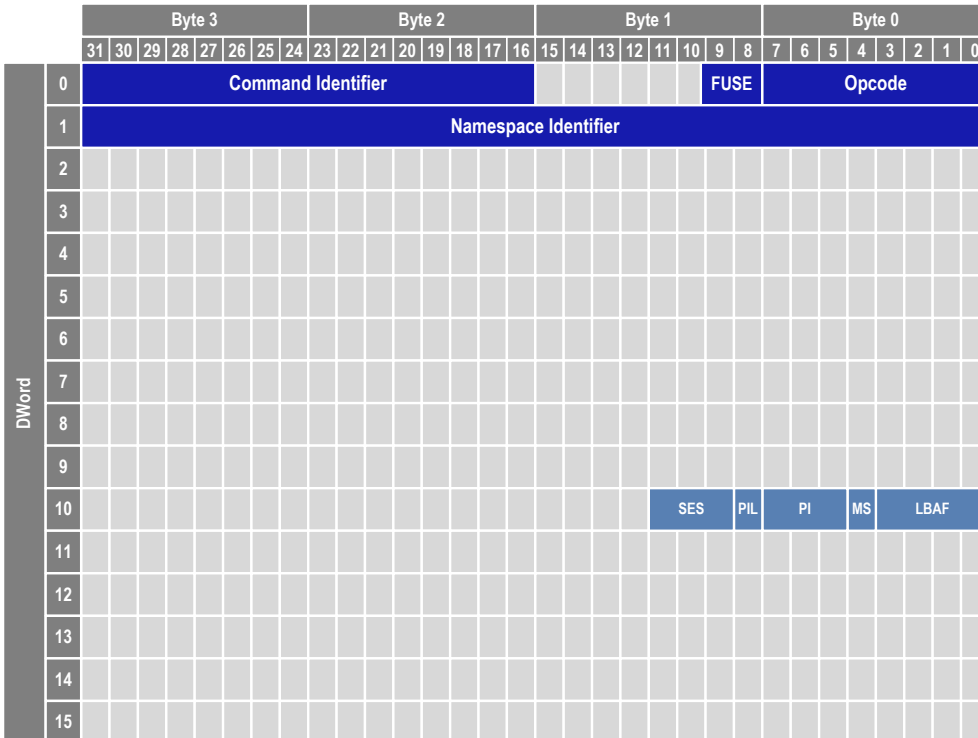 Byte 3 Byte 2 Byte 1 Byte 0
31 30 29 28 27 26 25 24 23 22 21 20 19 18 17 16 15 14 13 12 11 10 9 8 7 6 5 4 3 2 1 0
DWord
0 Command Identifier FUSE Opcode
1 Namespace Identifier
2
3
4
5
6
7
8
9
10 SES PIL PI MS LBAF
11
12
13
14
15